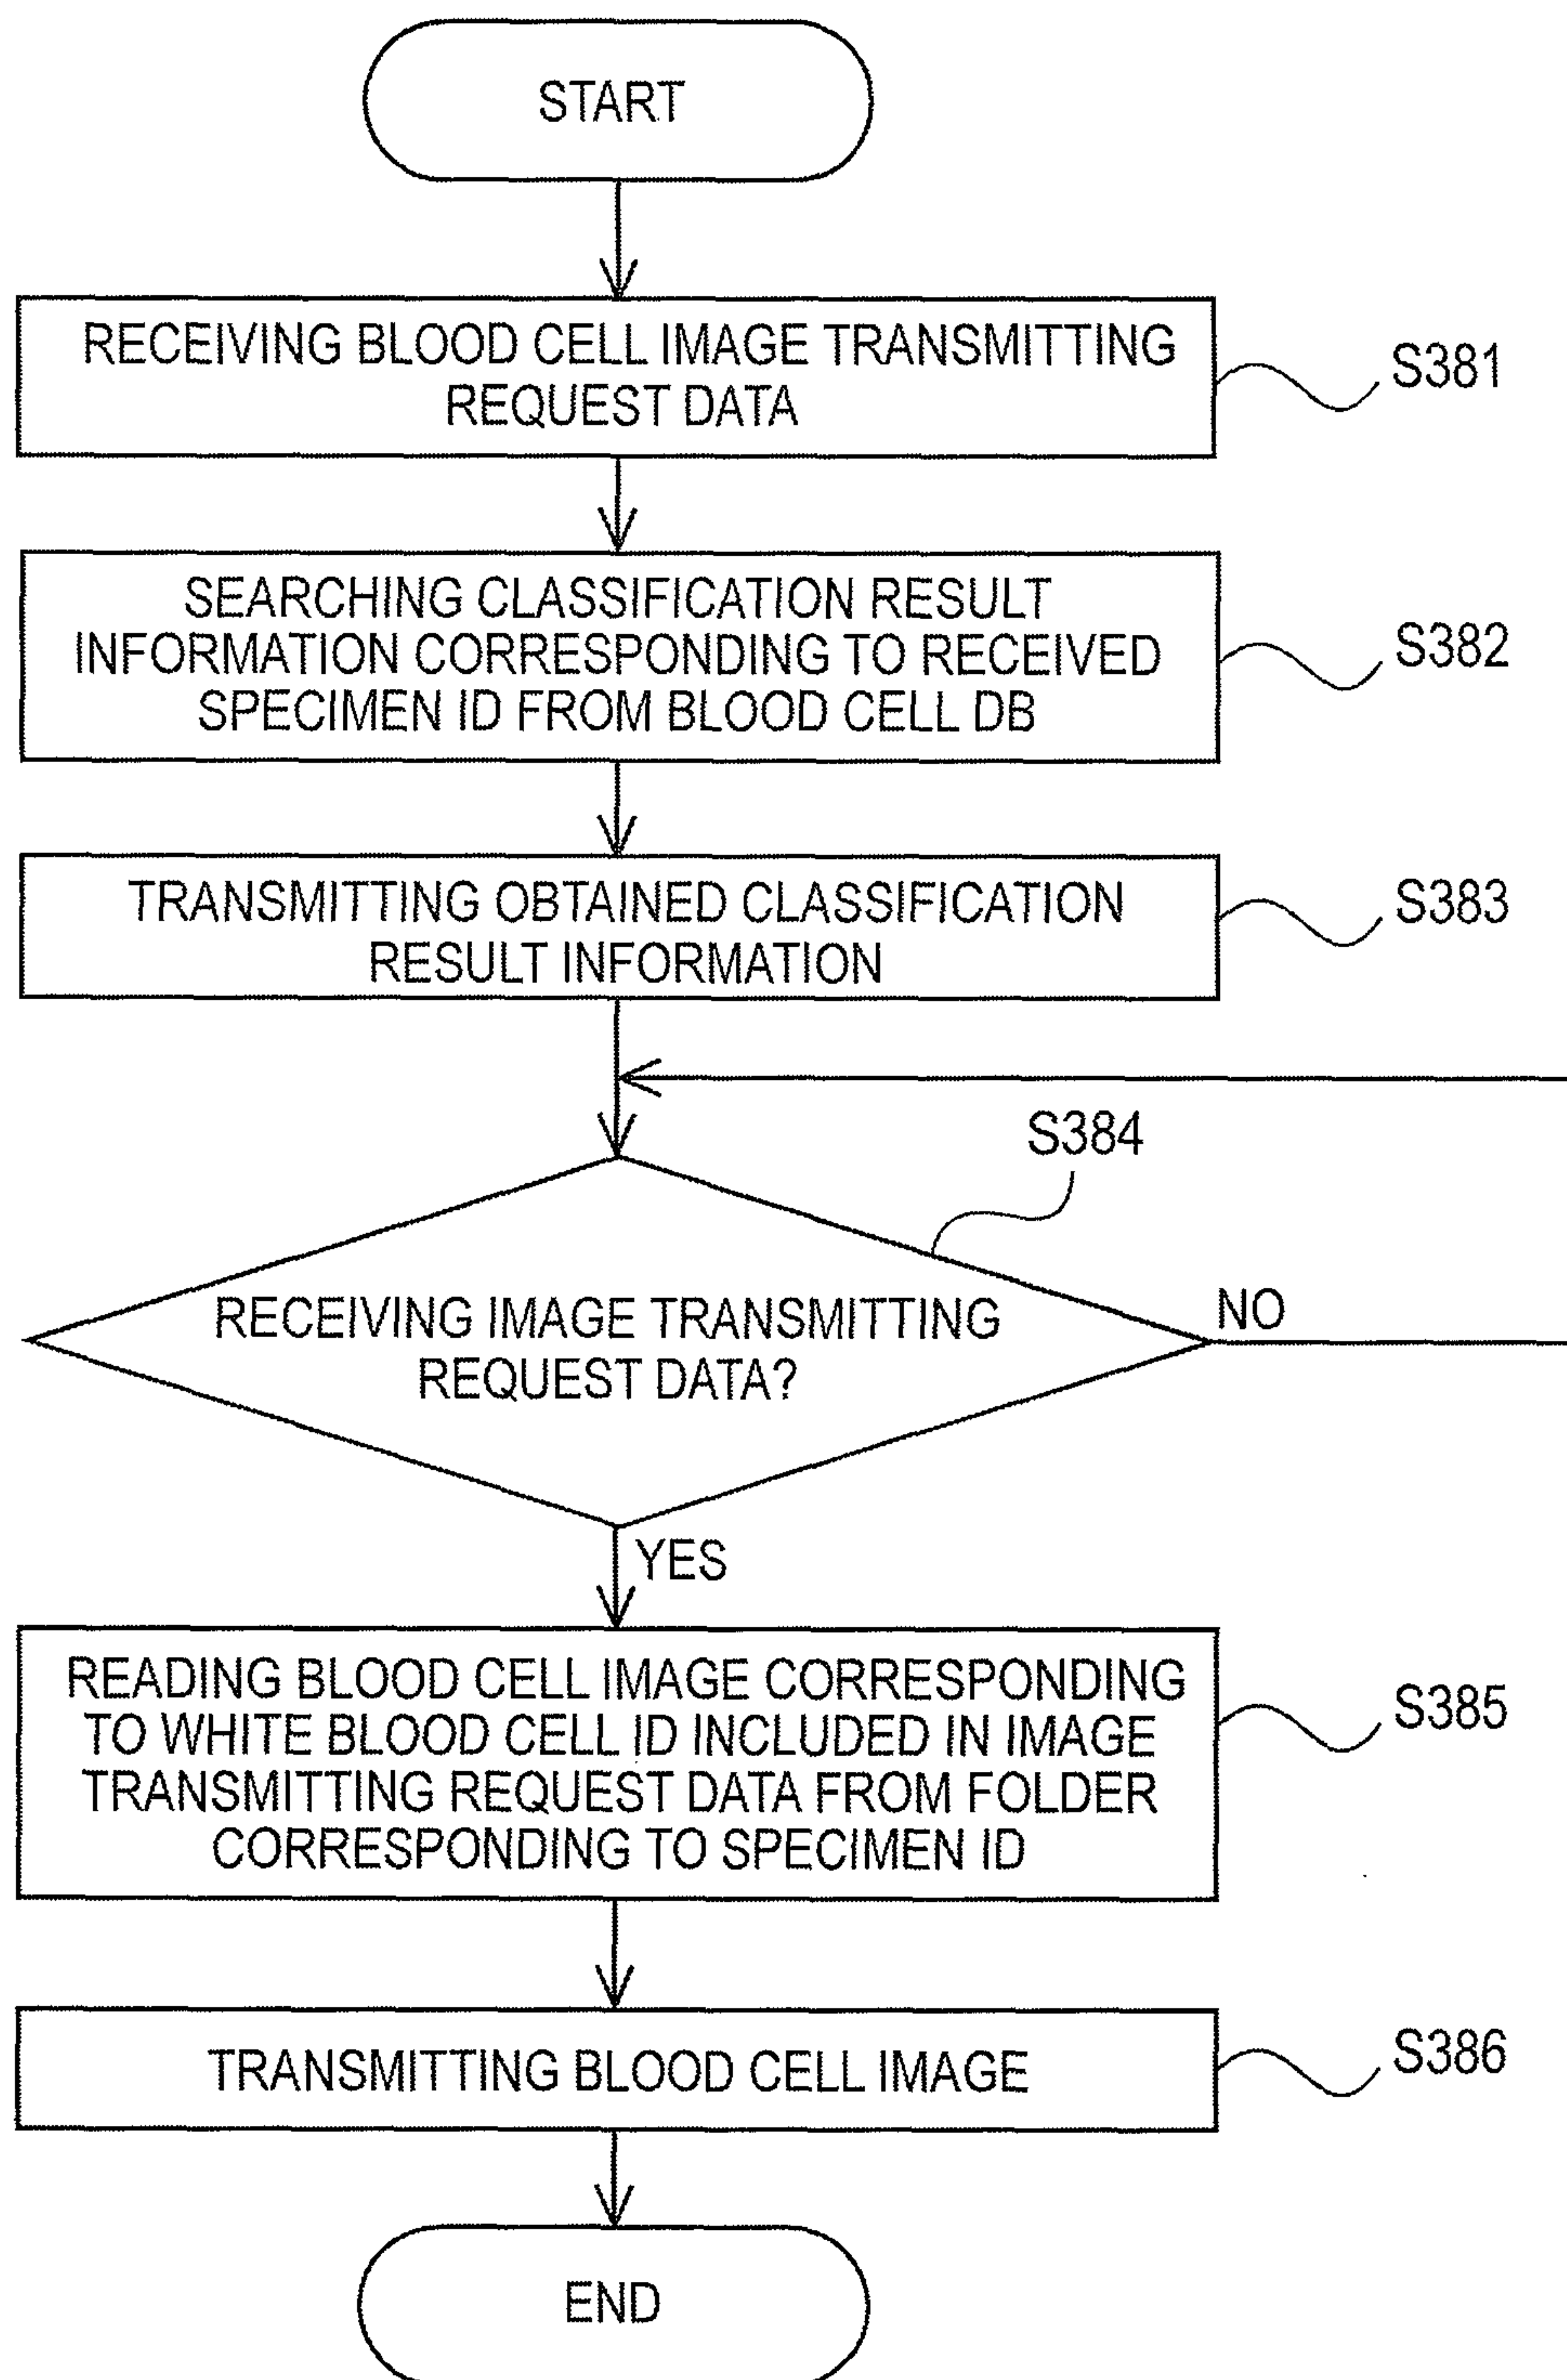 START
RECEIVING BLOOD CELL IMAGE TRANSMITTING
REQUEST DATA
S381
SEARCHING CLASSIFICATION RESULT
INFORMATION CORRESPONDING TO RECEIVED
SPECIMEN ID FROM BLOOD CELL DB
S382
TRANSMITTING OBTAINED CLASSIFICATION
RESULT INFORMATION
S383
S384
RECEIVING IMAGE TRANSMITTING
REQUEST DATA?
NO
YES
READING BLOOD CELL IMAGE CORRESPONDING
TO WHITE BLOOD CELL ID INCLUDED IN IMAGE
TRANSMITTING REQUEST DATA FROM FOLDER
CORRESPONDING TO SPECIMEN ID
S385
TRANSMITTING BLOOD CELL IMAGE
S386
END